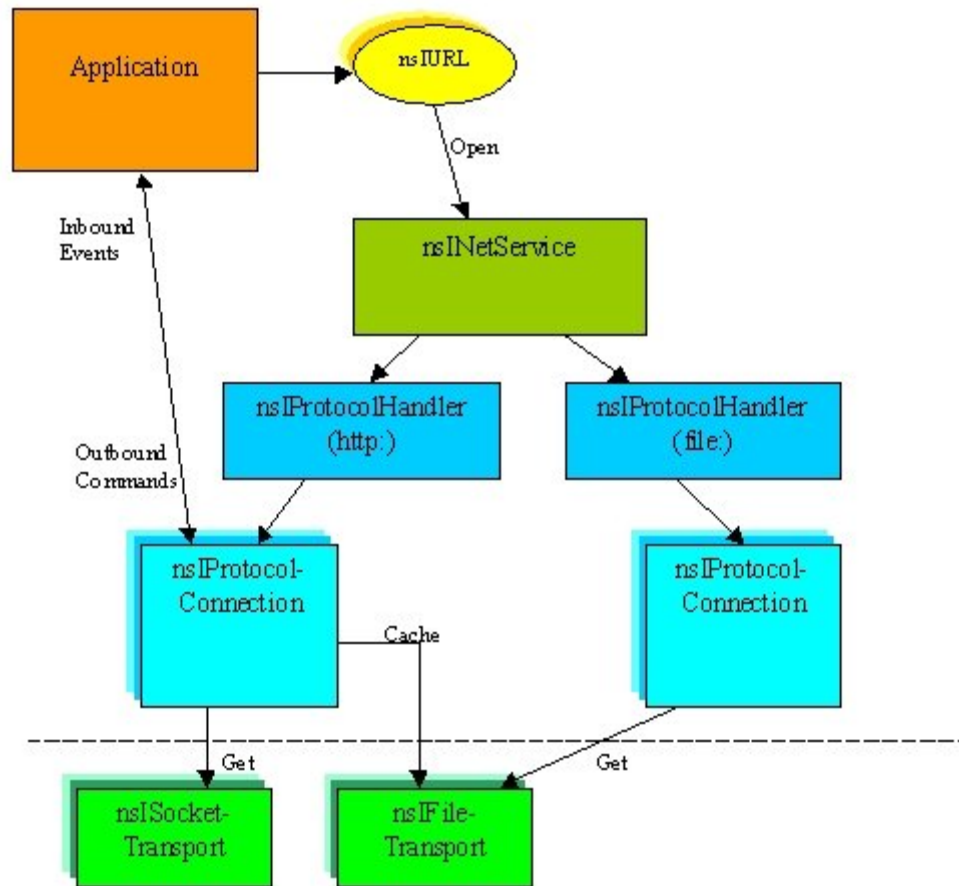 Application
nsIURL
Open
Inbound
Events
nsINetService
nsIProtocolHandler
(http:)
nsIProtocolHandler
(file:)
Outbound
Commands
nsIProtocol-
Connection
nsIProtocol-
Connection
Cache
Get
Get
nsISocket-
Transport
nsIFile-
Transport